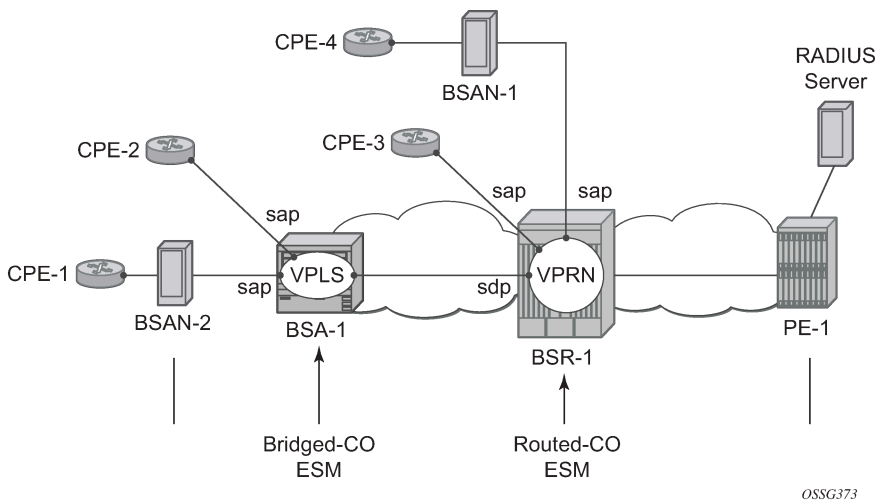 CPE-4
BSAN-1
RADIUS
Server
CPE-2
CPE-3
sap
sap
sap
CPE-1
VPLS
VPRN
sap
sdp
BSAN-2
BSA-1
BSR-1
PE-1
Bridged-CO
ESM
Routed-CO
ESM
OSSG373